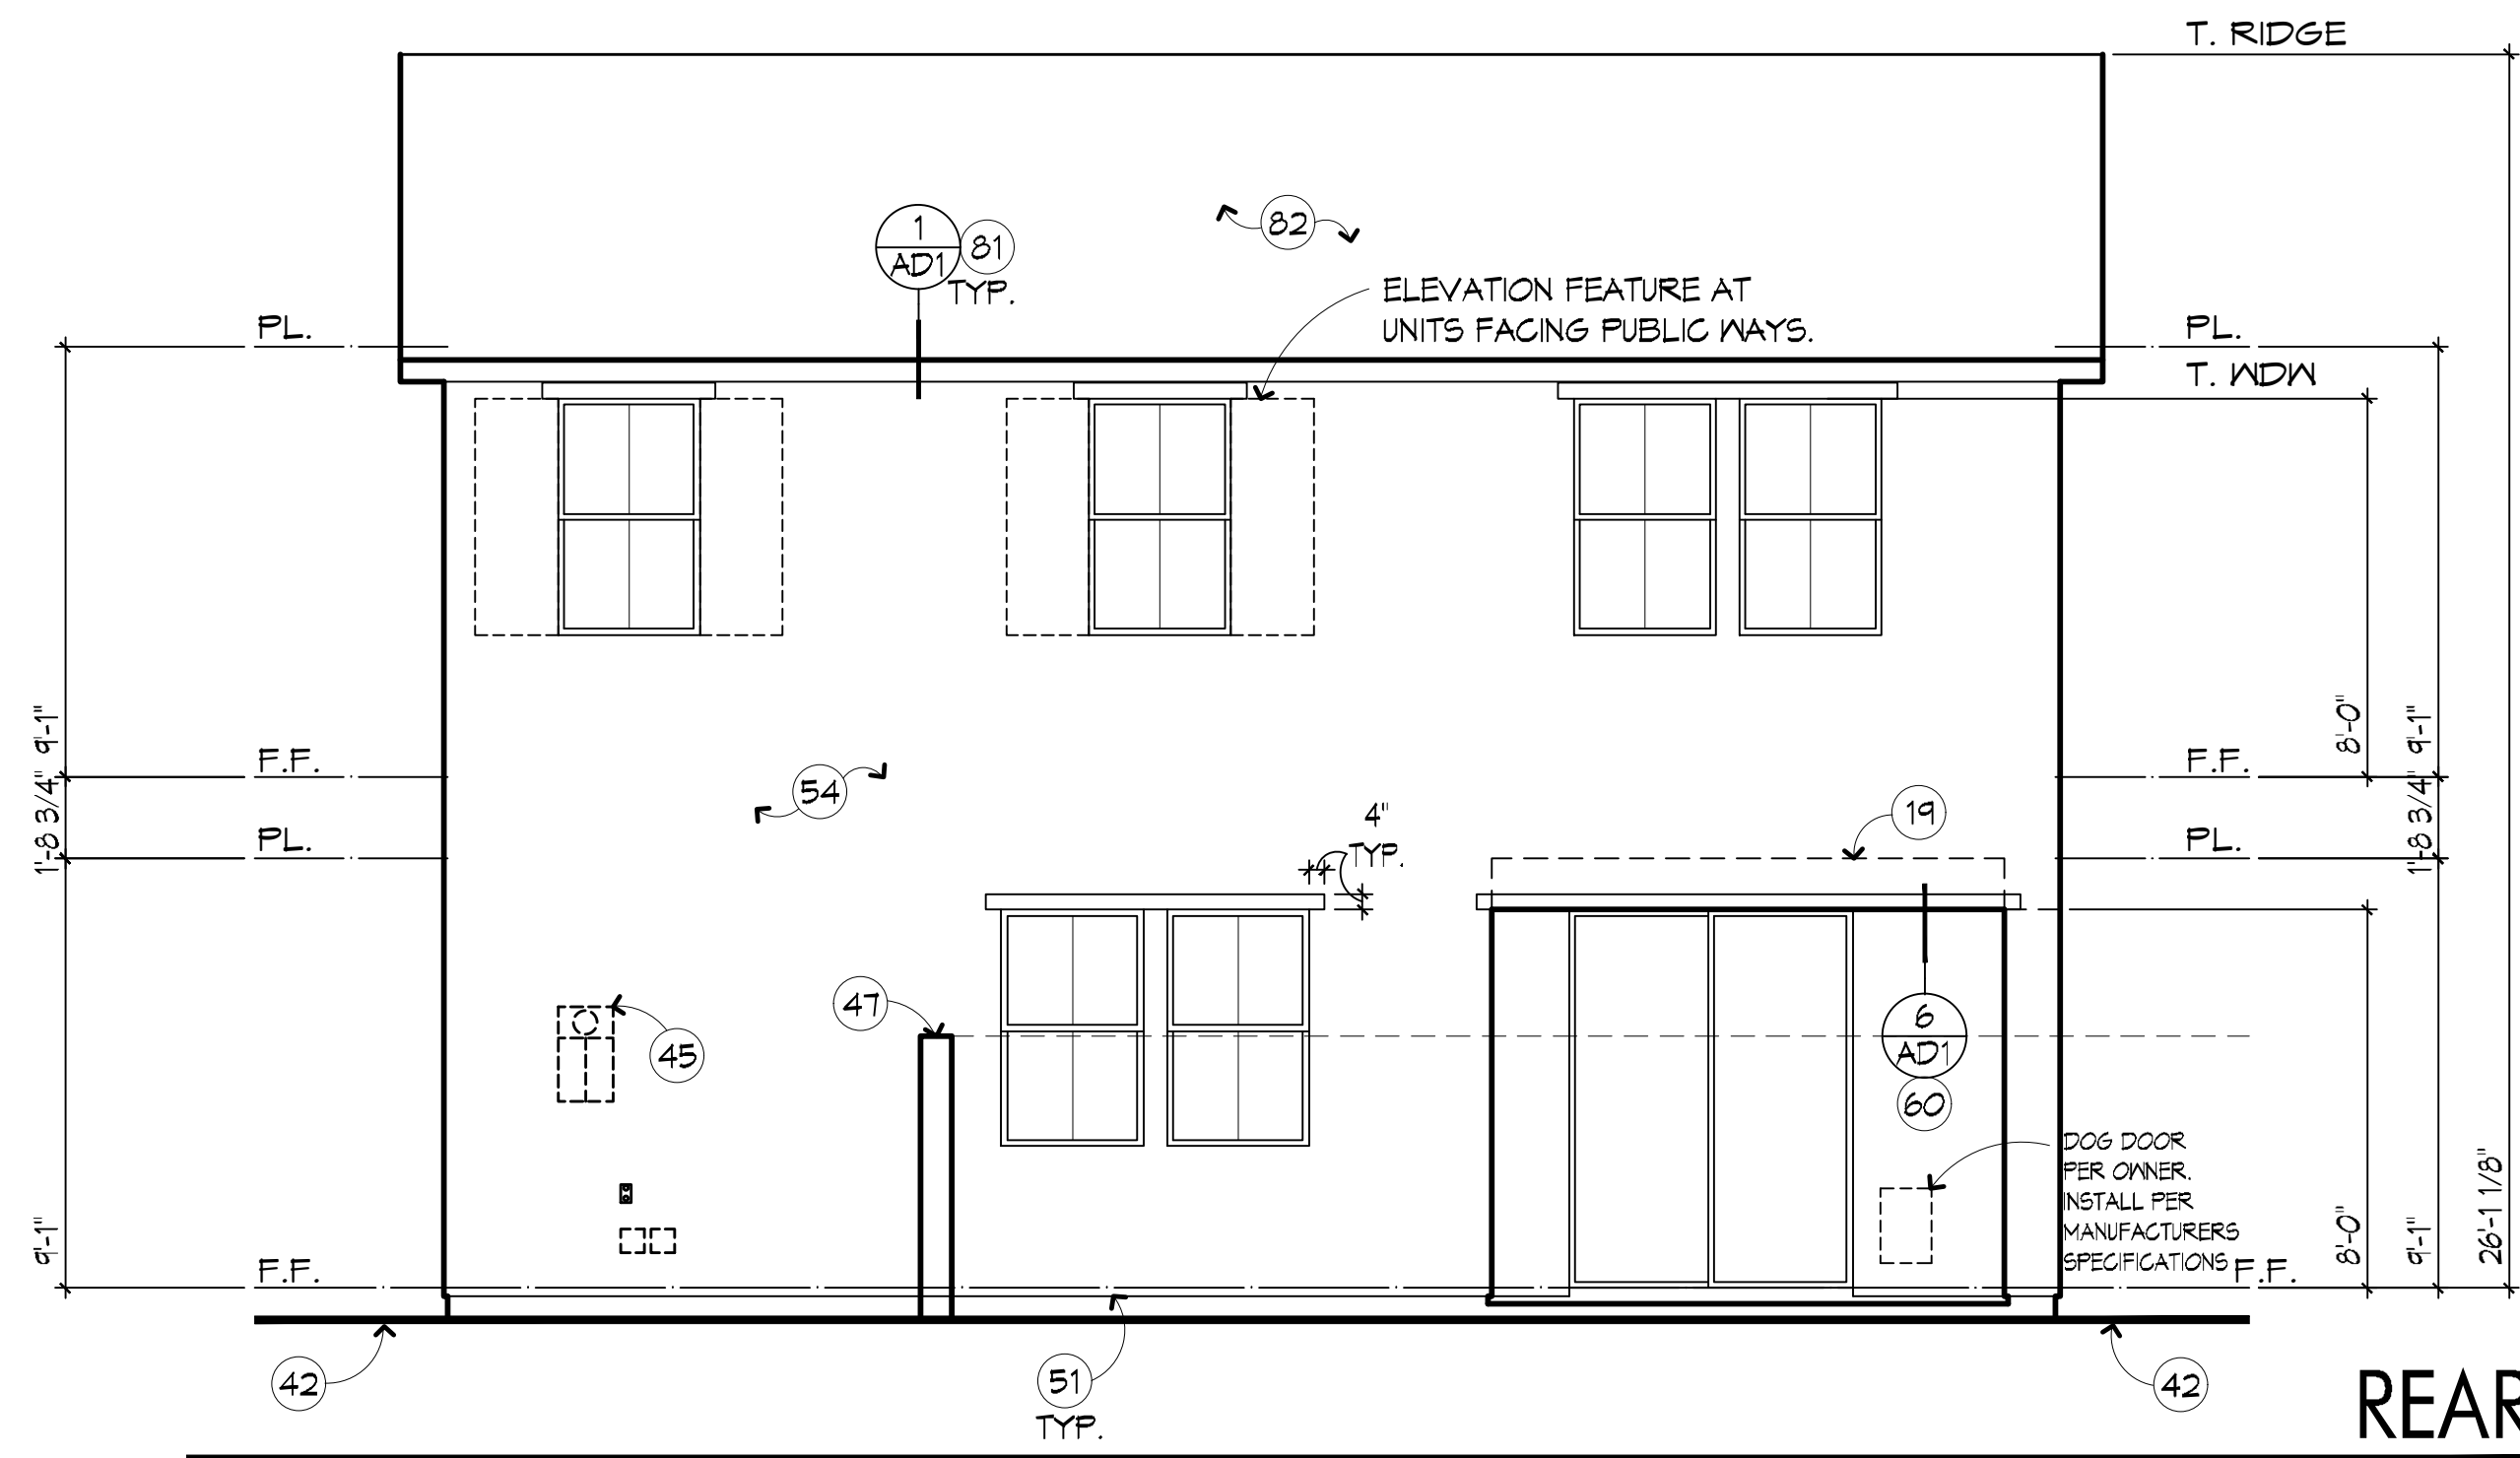 T. RIDGE
1
AD1
81
TYP.
82
ELEVATION FEATURE AT
UNITS FACING PUBLIC WAYS.
PL.
PL.
T. WDW
9'-1"
8'-0"
9'-1"
F.F.
F.F.
1'-8 3/4"
54
1'-8 3/4"
4"
TYP.
19
PL.
PL.
47
45
6
AD1
60
DOG DOOR
PER OWNER.
INSTALL PER
MANUFACTURERS
SPECIFICATIONS
9'-1"
8'-0"
9'-1"
26'-1 1/8"
F.F.
F.F.
42
51
TYP.
42
REAR